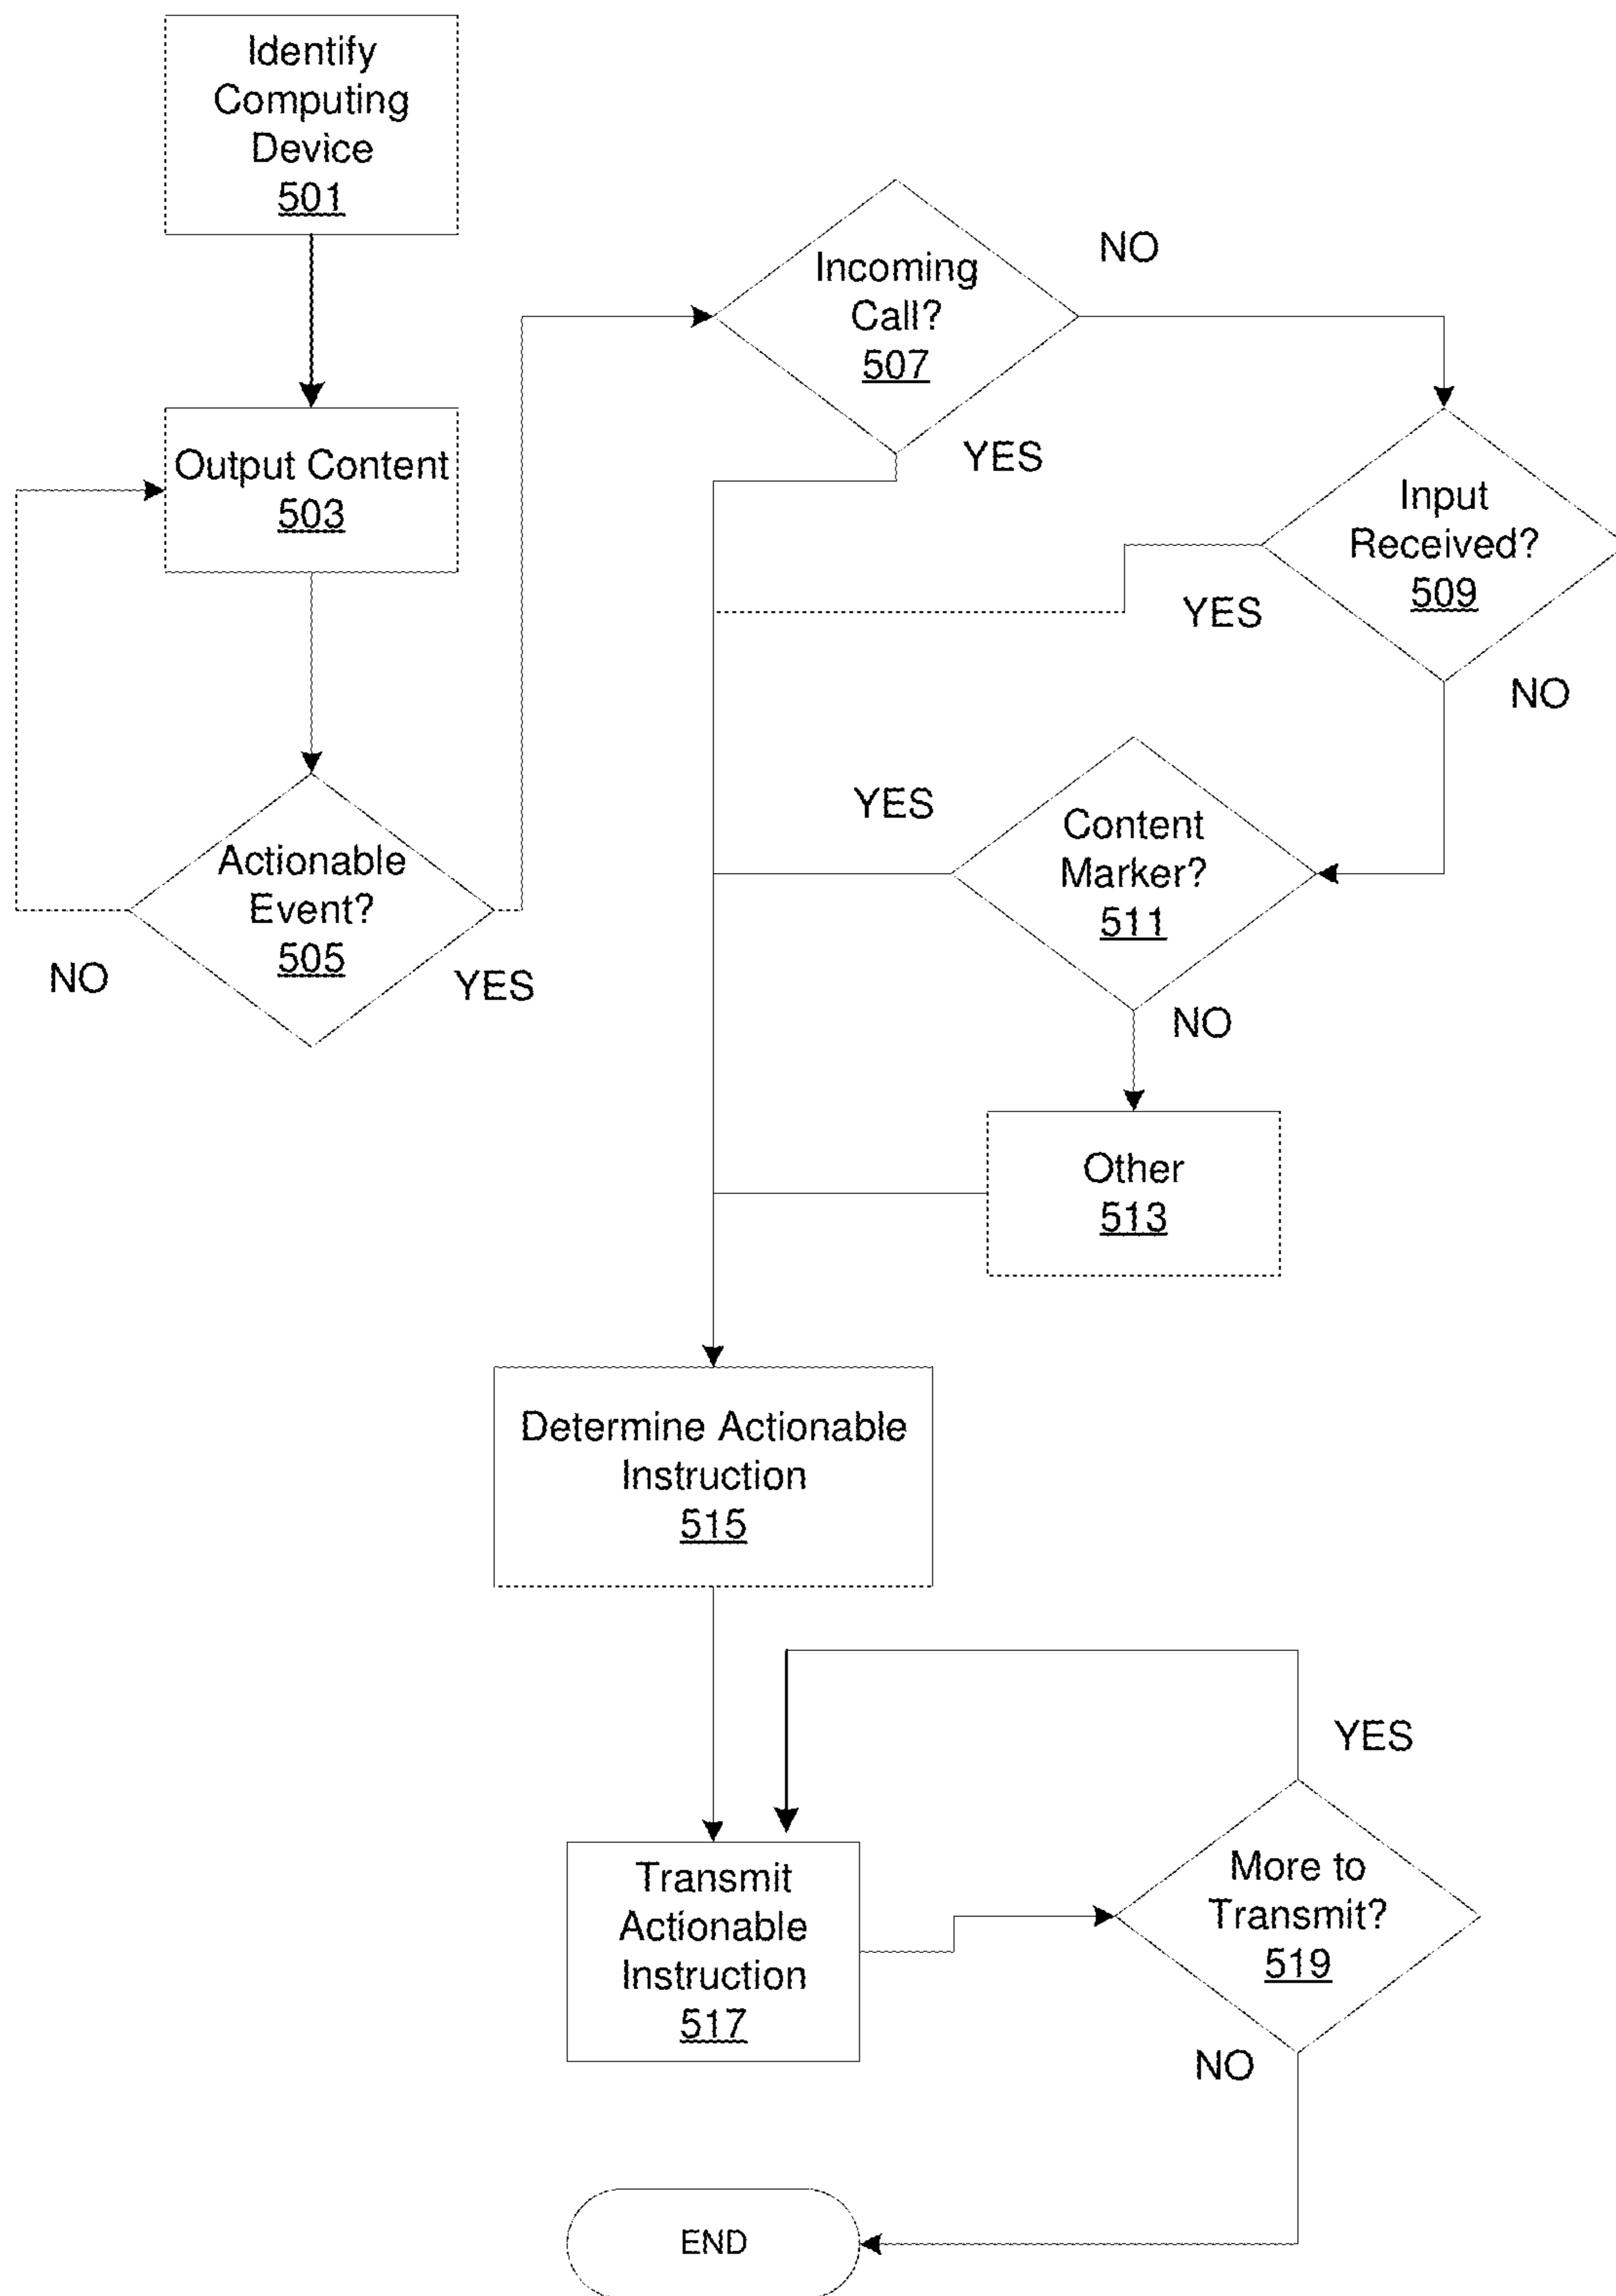 Identify
Computing
Device
501
Output Content
503
Actionable
Event?
505
NO
YES
Incoming
Call?
507
NO
YES
Input
Received?
509
YES
NO
Content
Marker?
511
YES
NO
Other
513
Determine Actionable
Instruction
515
Transmit
Actionable
Instruction
517
More to
Transmit?
519
YES
NO
END